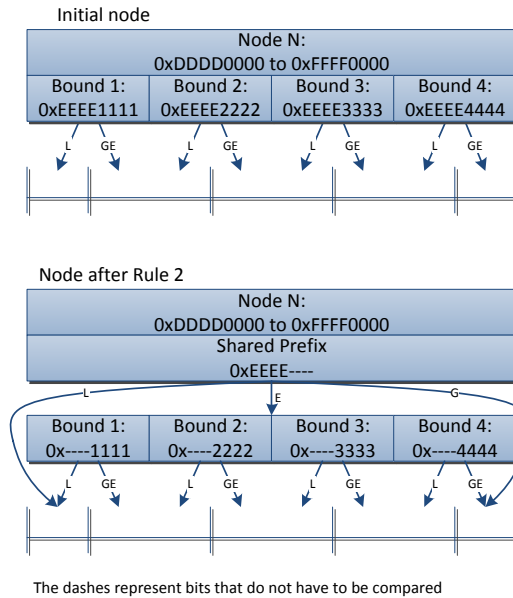 Initial node
Node N:
0xDDDD0000 to 0xFFFF0000
Bound 1: Bound 2: Bound 3: Bound 4:
0xEEEE1111 0xEEEE2222 0xEEEE3333 0xEEEE4444
L GE L GE L GE L GE
Node after Rule 2
Node N:
0xDDDD0000 to 0xFFFF0000
Shared Prefix
0xEEEE----
L E G
Bound 1: Bound 2: Bound 3: Bound 4:
0x----1111 0x----2222 0x----3333 0x----4444
L GE L GE L GE L GE
The dashes represent bits that do not have to be compared